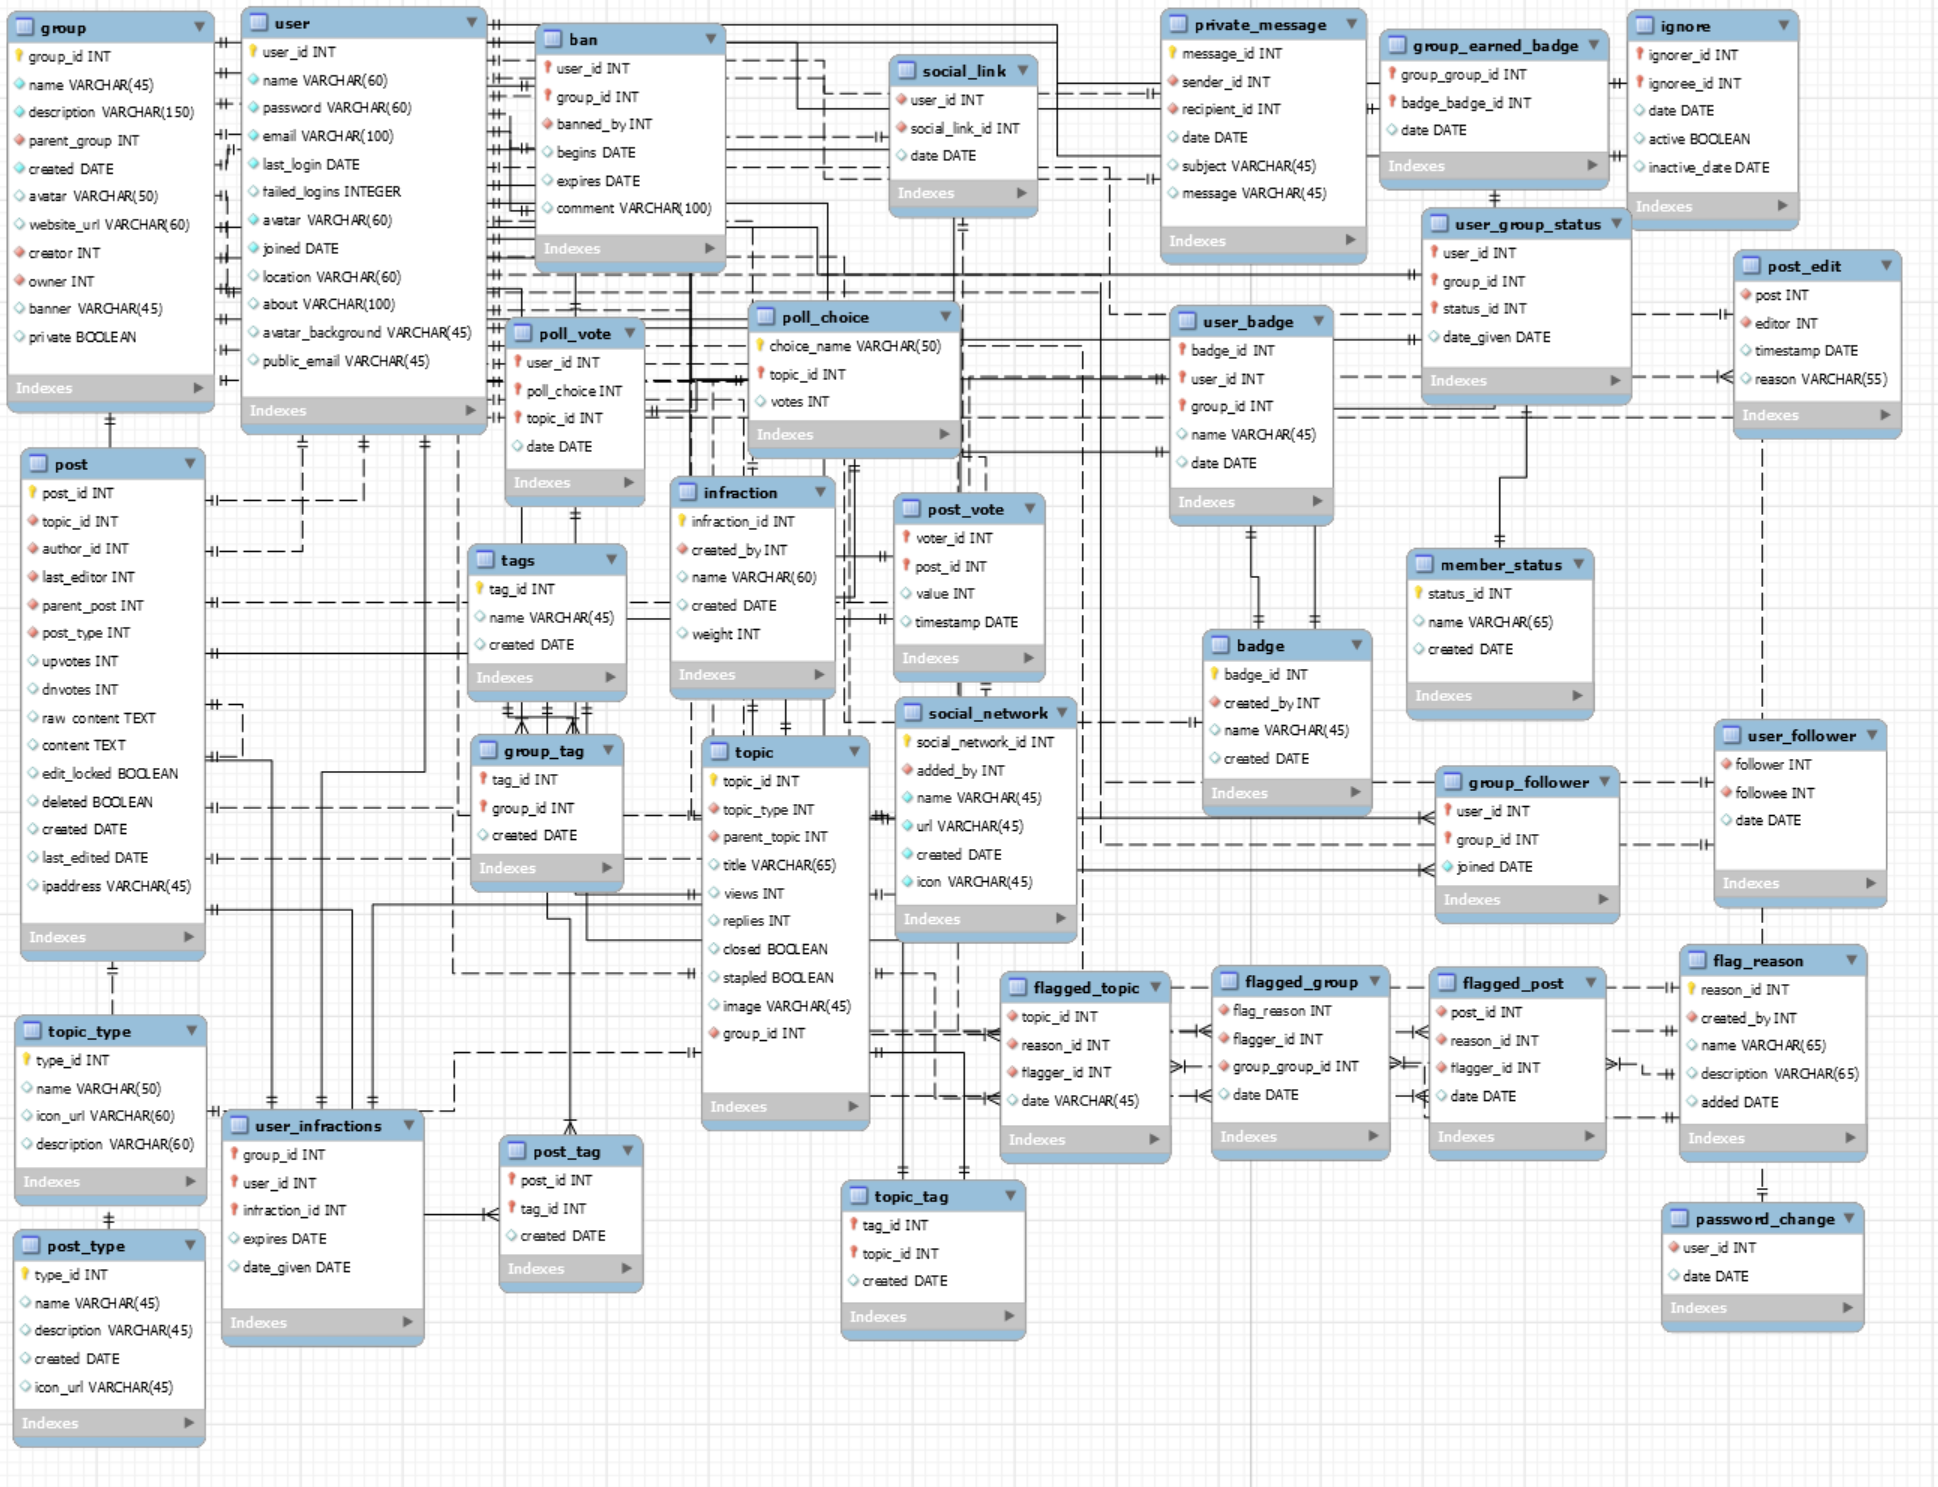 group
group_id INT
name VARCHAR(45)
description VARCHAR(150)
parent_group INT
created DATE
avatar VARCHAR(50)
website_url VARCHAR(60)
creator INT
owner INT
banner VARCHAR(45)
private BOOLEAN
Indexes
user
user_id INT
name VARCHAR(60)
password VARCHAR(60)
email VARCHAR(100)
last_login DATE
failed_logins INTEGER
avatar VARCHAR(60)
joined DATE
location VARCHAR(60)
about VARCHAR(100)
avatar_background VARCHAR(45)
public_email VARCHAR(45)
Indexes
ban
user_id INT
group_id INT
banned_by INT
begins DATE
expires DATE
comment VARCHAR(100)
Indexes
social_link
user_id INT
social_link_id INT
date DATE
Indexes
private_message
message_id INT
sender_id INT
recipient_id INT
date DATE
subject VARCHAR(45)
message VARCHAR(45)
Indexes
group_earned_badge
group_group_id INT
badge_badge_id INT
date DATE
Indexes
ignore
ignorer_id INT
ignoree_id INT
date DATE
active BOOLEAN
inactive_date DATE
Indexes
user_group_status
user_id INT
group_id INT
status_id INT
date_given DATE
Indexes
post_edit
post INT
editor INT
timestamp DATE
reason VARCHAR(55)
Indexes
poll_vote
user_id INT
poll_choice INT
topic_id INT
date DATE
Indexes
poll_choice
choice_name VARCHAR(50)
topic_id INT
votes INT
Indexes
user_badge
badge_id INT
user_id INT
group_id INT
name VARCHAR(45)
date DATE
Indexes
post
post_id INT
topic_id INT
author_id INT
last_editor INT
parent_post INT
post_type INT
upvotes INT
dnvotes INT
raw_content TEXT
content TEXT
edit_locked BOOLEAN
deleted BOOLEAN
created DATE
last_edited DATE
ipaddress VARCHAR(45)
Indexes
tags
tag_id INT
name VARCHAR(45)
created DATE
Indexes
infraction
infraction_id INT
created_by INT
name VARCHAR(60)
created DATE
weight INT
Indexes
post_vote
voter_id INT
post_id INT
value INT
timestamp DATE
Indexes
member_status
status_id INT
name VARCHAR(65)
created DATE
Indexes
badge
badge_id INT
created_by INT
name VARCHAR(45)
created DATE
Indexes
group_tag
tag_id INT
group_id INT
created DATE
Indexes
topic
topic_id INT
topic_type INT
parent_topic INT
title VARCHAR(65)
views INT
replies INT
closed BOOLEAN
stapled BOOLEAN
image VARCHAR(45)
group_id INT
Indexes
social_network
social_network_id INT
added_by INT
name VARCHAR(45)
url VARCHAR(45)
created DATE
icon VARCHAR(45)
Indexes
group_follower
user_id INT
group_id INT
joined DATE
Indexes
user_follower
follower INT
followee INT
date DATE
Indexes
flagged_topic
topic_id INT
reason_id INT
flagger_id INT
date VARCHAR(45)
Indexes
flagged_group
flag_reason INT
flagger_id INT
group_group_id INT
date DATE
Indexes
flagged_post
post_id INT
reason_id INT
flagger_id INT
date DATE
Indexes
flag_reason
reason_id INT
created_by INT
name VARCHAR(65)
description VARCHAR(65)
added DATE
Indexes
topic_type
type_id INT
name VARCHAR(50)
icon_url VARCHAR(60)
description VARCHAR(60)
Indexes
user_infractions
group_id INT
user_id INT
infraction_id INT
expires DATE
date_given DATE
Indexes
post_tag
post_id INT
tag_id INT
created DATE
Indexes
topic_tag
tag_id INT
topic_id INT
created DATE
Indexes
password_change
user_id INT
date DATE
Indexes
post_type
type_id INT
name VARCHAR(45)
description VARCHAR(45)
created DATE
icon_url VARCHAR(45)
Indexes